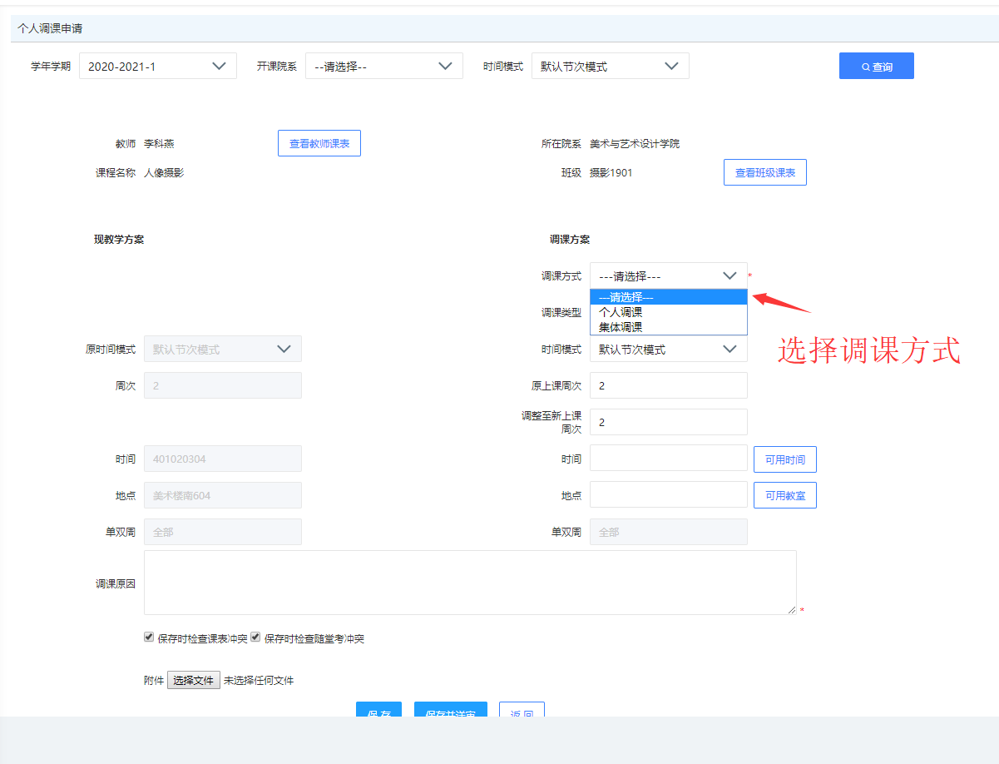 个人调课申请
学年学期 2020-2021-1 开课院系 --请选择-- 时间模式 默认节次模式 查询
教师 李科燕 查看教师课表 所在院系 美术与艺术设计学院
课程名称 人像摄影 班级 摄影1901 查看班级课表
现教学方案 调课方案
调课方式 ---请选择--- *
---请选择---
调课类型 个人调课
集体调课
原时间模式 默认节次模式 时间模式 默认节次模式
选择调课方式
周次 2 原上课周次 2
调整至新上课
周次 2
时间 401020304 时间 可用时间
地点 美术楼南604 地点 可用教室
单双周 全部 单双周 全部
调课原因 *
保存时检查课表冲突 保存时检查随堂考冲突
附件 选择文件 未选择任何文件
保 存 保存并送审 返 回